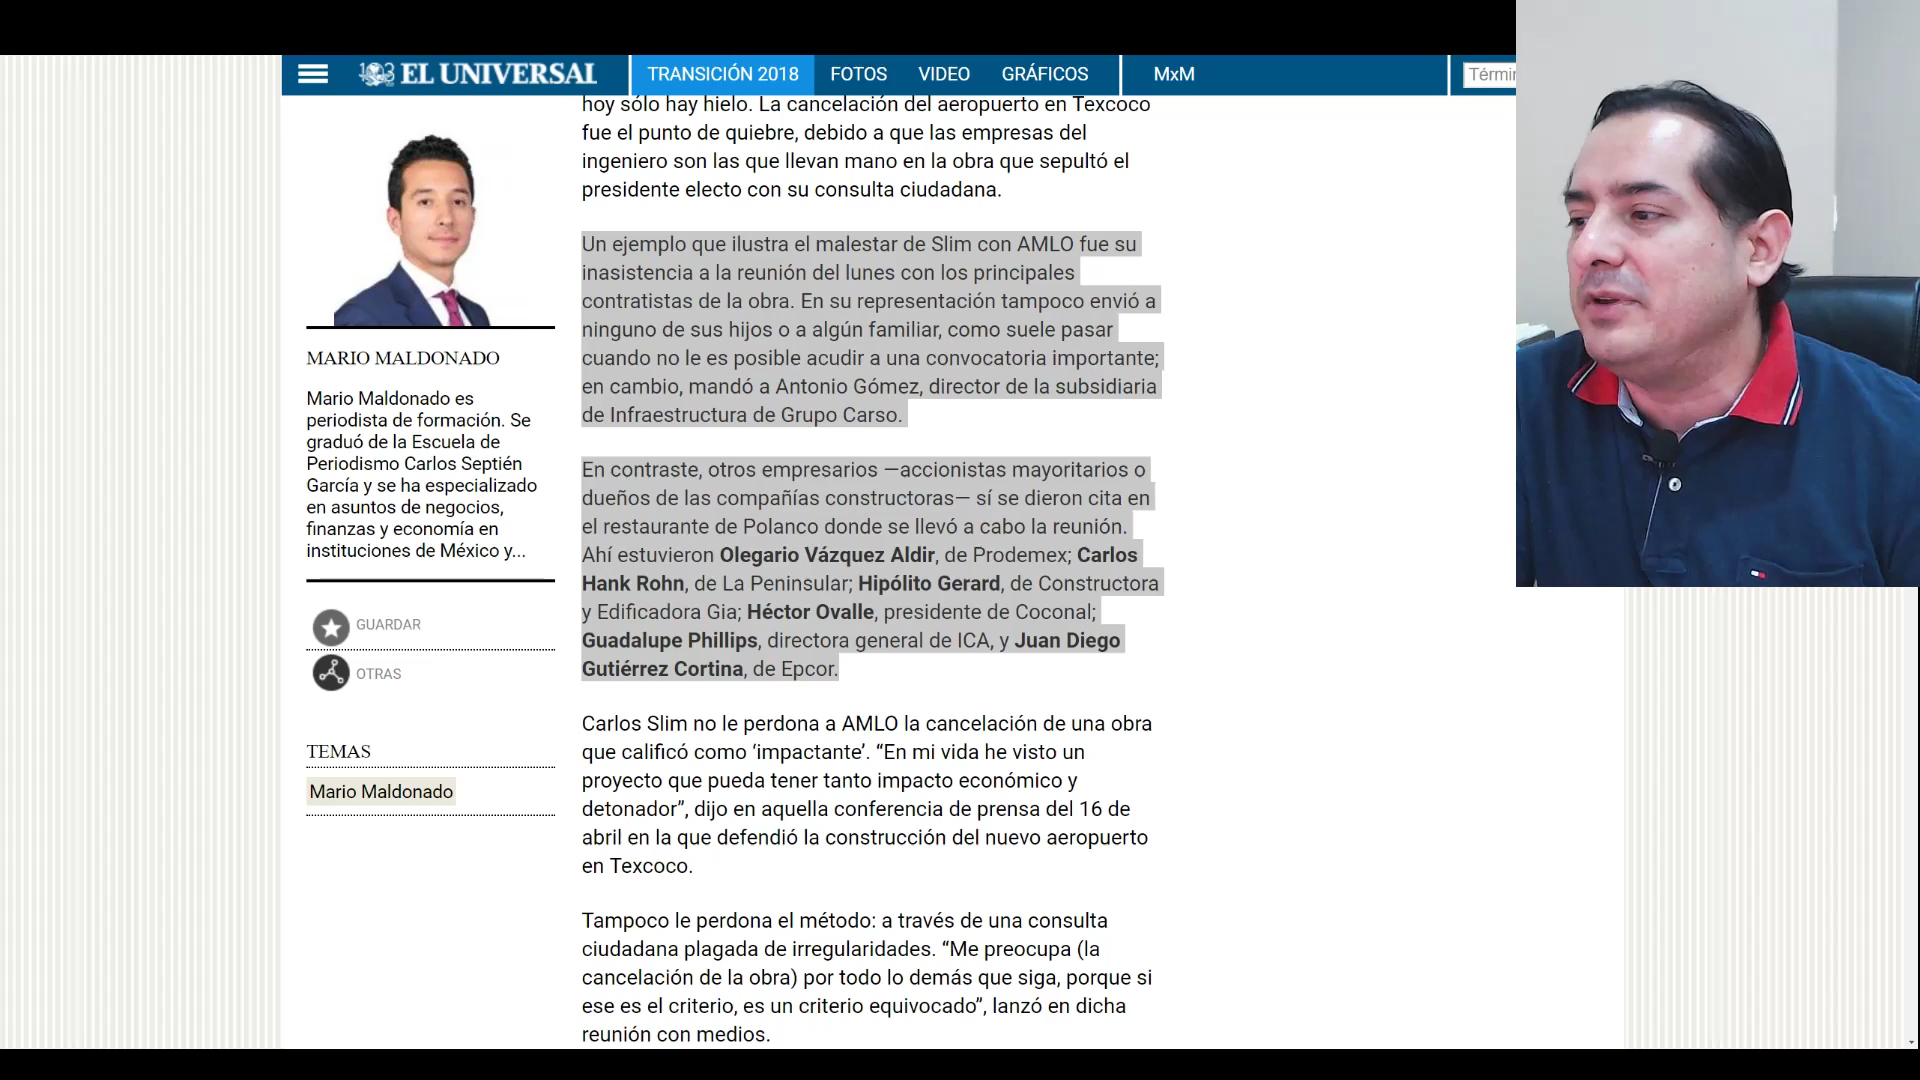 EL UNIVERSAL
TRANSICIÓN 2018
FOTOS
VIDEO
GRÁFICOS
MxM
Térmi
MARIO MALDONADO
Mario Maldonado es
periodista de formación. Se
graduó de la Escuela de
Periodismo Carlos Septién
García y se ha especializado
en asuntos de negocios,
finanzas y economía en
instituciones de México y...
GUARDAR
OTRAS
TEMAS
Mario Maldonado
hoy sólo hay hielo. La cancelación del aeropuerto en Texcoco
fue el punto de quiebre, debido a que las empresas del
ingeniero son las que llevan mano en la obra que sepultó el
presidente electo con su consulta ciudadana.
Un ejemplo que ilustra el malestar de Slim con AMLO fue su
inasistencia a la reunión del lunes con los principales
contratistas de la obra. En su representación tampoco envió a
ninguno de sus hijos o a algún familiar, como suele pasar
cuando no le es posible acudir a una convocatoria importante;
en cambio, mandó a Antonio Gómez, director de la subsidiaria
de Infraestructura de Grupo Carso.
En contraste, otros empresarios —accionistas mayoritarios o
dueños de las compañías constructoras— sí se dieron cita en
el restaurante de Polanco donde se llevó a cabo la reunión.
Ahí estuvieron Olegario Vázquez Aldir, de Prodemex; Carlos
Hank Rohn, de La Peninsular; Hipólito Gerard, de Constructora
y Edificadora Gia; Héctor Ovalle, presidente de Coconal;
Guadalupe Phillips, directora general de ICA, y Juan Diego
Gutiérrez Cortina, de Epcor.
Carlos Slim no le perdona a AMLO la cancelación de una obra
que calificó como ‘impactante’. “En mi vida he visto un
proyecto que pueda tener tanto impacto económico y
detonador”, dijo en aquella conferencia de prensa del 16 de
abril en la que defendió la construcción del nuevo aeropuerto
en Texcoco.
Tampoco le perdona el método: a través de una consulta
ciudadana plagada de irregularidades. “Me preocupa (la
cancelación de la obra) por todo lo demás que siga, porque si
ese es el criterio, es un criterio equivocado”, lanzó en dicha
reunión con medios.